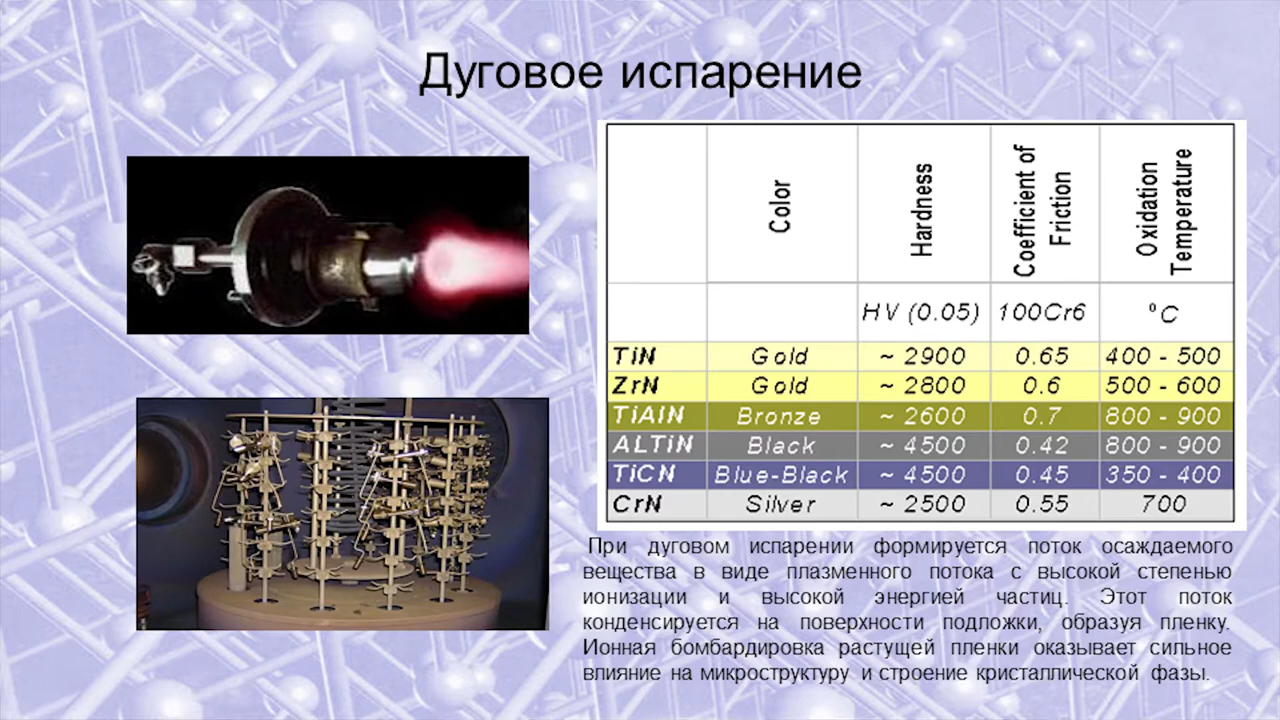 Дуговое испарение
Color Hardness Coefficient of Friction Oxidation Temperature
HV (0.05) 100Cr6 °C
TiN Gold ~ 2900 0.65 400 - 500
ZrN Gold ~ 2800 0.6 500 - 600
TiAlN Bronze ~ 2600 0.7 800 - 900
ALTiN Black ~ 4500 0.42 800 - 900
TiCN Blue-Black ~ 4500 0.45 350 - 400
CrN Silver ~ 2500 0.55 700
При дуговом испарении формируется поток осаждаемого
вещества в виде плазменного потока с высокой степенью
ионизации и высокой энергией частиц. Этот поток
конденсируется на поверхности подложки, образуя пленку.
Ионная бомбардировка растущей пленки оказывает сильное
влияние на микроструктуру и строение кристаллической фазы.